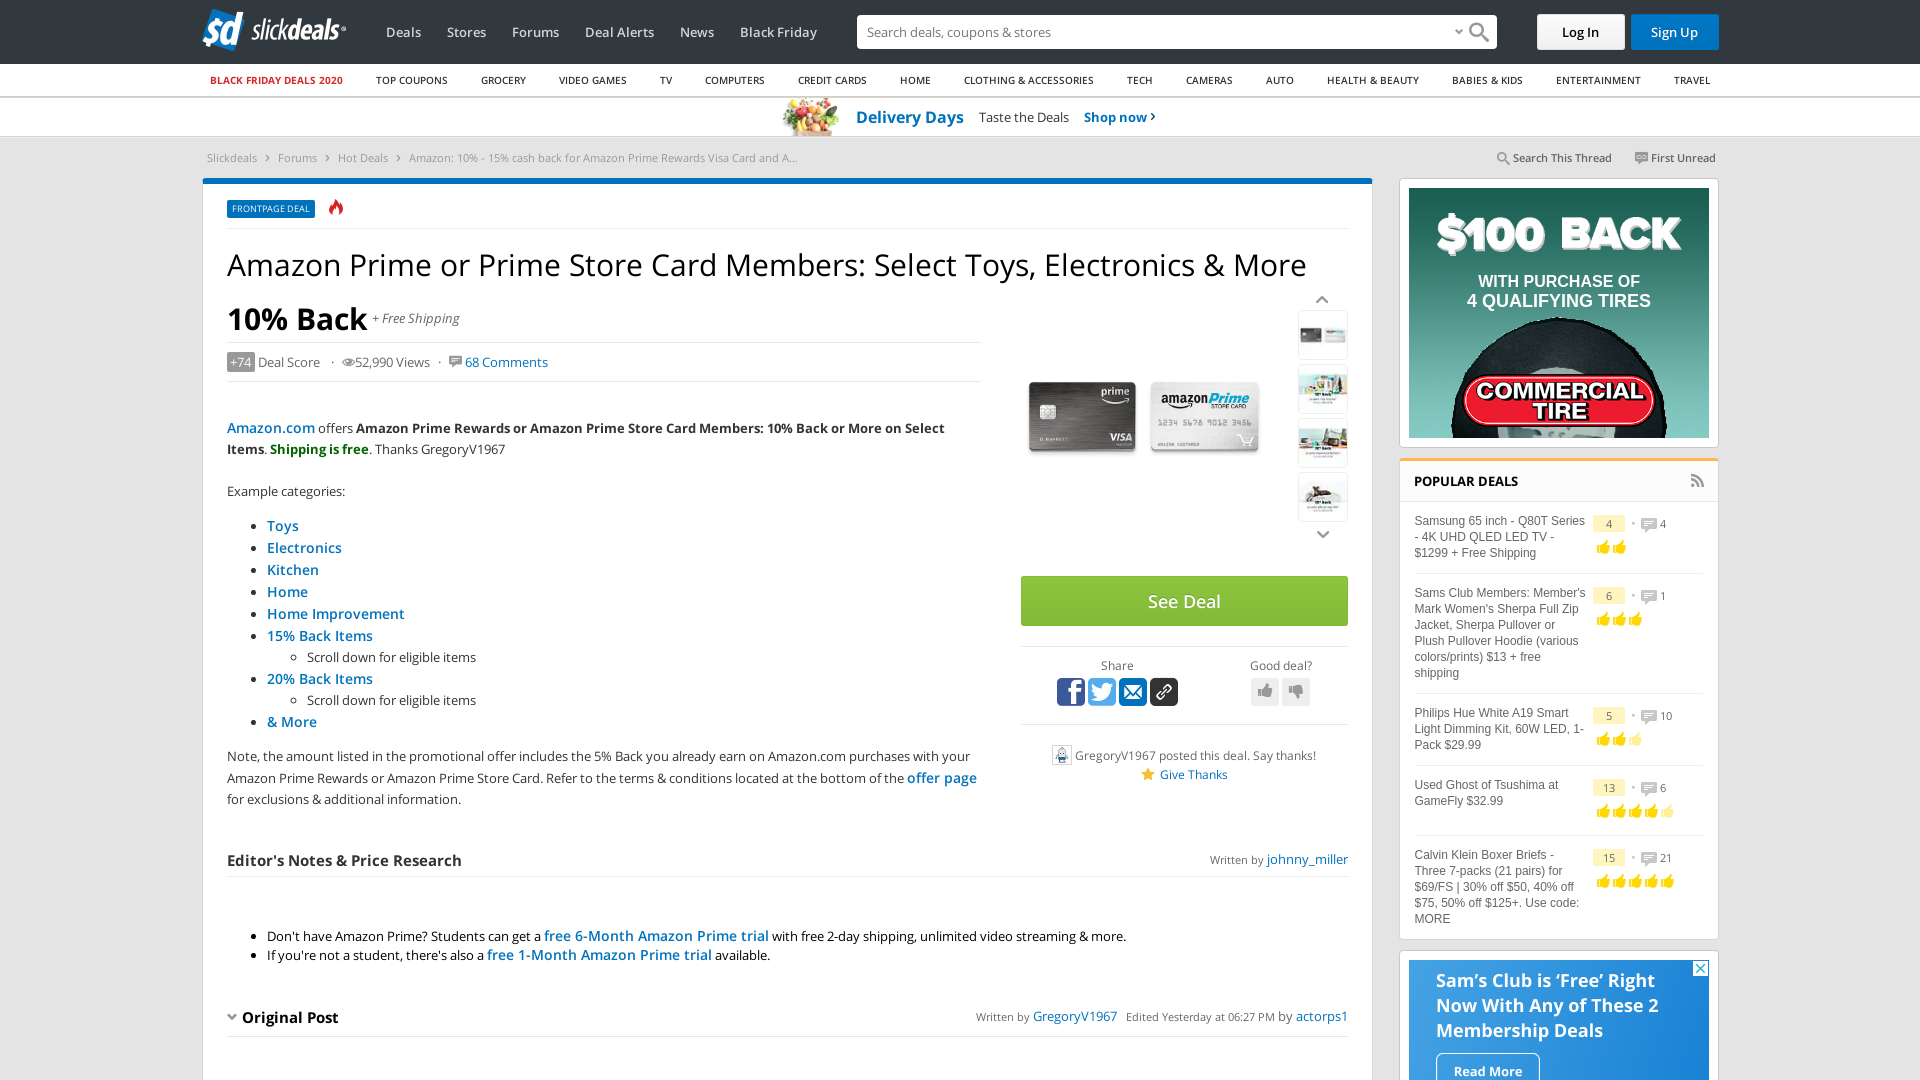 slickdeals
Deals
Stores
Forums
Deal Alerts
News
Black Friday
Search deals, coupons & stores
Log In
Sign Up
BLACK FRIDAY DEALS 2020
TOP COUPONS
GROCERY
VIDEO GAMES
TV
COMPUTERS
CREDIT CARDS
HOME
CLOTHING & ACCESSORIES
TECH
CAMERAS
AUTO
HEALTH & BEAUTY
BABIES & KIDS
ENTERTAINMENT
TRAVEL
Delivery Days Taste the Deals Shop now
Slickdeals › Forums › Hot Deals › Amazon: 10% - 15% cash back for Amazon Prime Rewards Visa Card and A...
Search This Thread
First Unread
FRONTPAGE DEAL
Amazon Prime or Prime Store Card Members: Select Toys, Electronics & More
10% Back + Free Shipping
+74 Deal Score · 52,990 Views · 68 Comments
Amazon.com offers Amazon Prime Rewards or Amazon Prime Store Card Members: 10% Back or More on Select
Items. Shipping is free. Thanks GregoryV1967
Example categories:
Toys
Electronics
Kitchen
Home
Home Improvement
15% Back Items
Scroll down for eligible items
20% Back Items
Scroll down for eligible items
& More
Note, the amount listed in the promotional offer includes the 5% Back you already earn on Amazon.com purchases with your
Amazon Prime Rewards or Amazon Prime Store Card. Refer to the terms & conditions located at the bottom of the offer page
for exclusions & additional information.
prime
VISA
amazonPrime
STORE CARD
1234 5678 9012 3456
AMAZON CUSTOMER
See Deal
Share
Good deal?
GregoryV1967 posted this deal. Say thanks!
Give Thanks
Editor's Notes & Price Research
Written by johnny_miller
Don't have Amazon Prime? Students can get a free 6-Month Amazon Prime trial with free 2-day shipping, unlimited video streaming & more.
If you're not a student, there's also a free 1-Month Amazon Prime trial available.
Original Post
Written by GregoryV1967 Edited Yesterday at 06:27 PM by actorps1
$100 BACK
WITH PURCHASE OF
4 QUALIFYING TIRES
COMMERCIAL
TIRE
POPULAR DEALS
Samsung 65 inch - Q80T Series
- 4K UHD QLED LED TV -
$1299 + Free Shipping
4 • 4
Sams Club Members: Member's
Mark Women's Sherpa Full Zip
Jacket, Sherpa Pullover or
Plush Pullover Hoodie (various
colors/prints) $13 + free
shipping
6 • 1
Philips Hue White A19 Smart
Light Dimming Kit, 60W LED, 1-
Pack $29.99
5 • 10
Used Ghost of Tsushima at
GameFly $32.99
13 • 6
Calvin Klein Boxer Briefs -
Three 7-packs (21 pairs) for
$69/FS | 30% off $50, 40% off
$75, 50% off $125+. Use code:
MORE
15 • 21
Sam's Club is 'Free' Right
Now With Any of These 2
Membership Deals
Read More